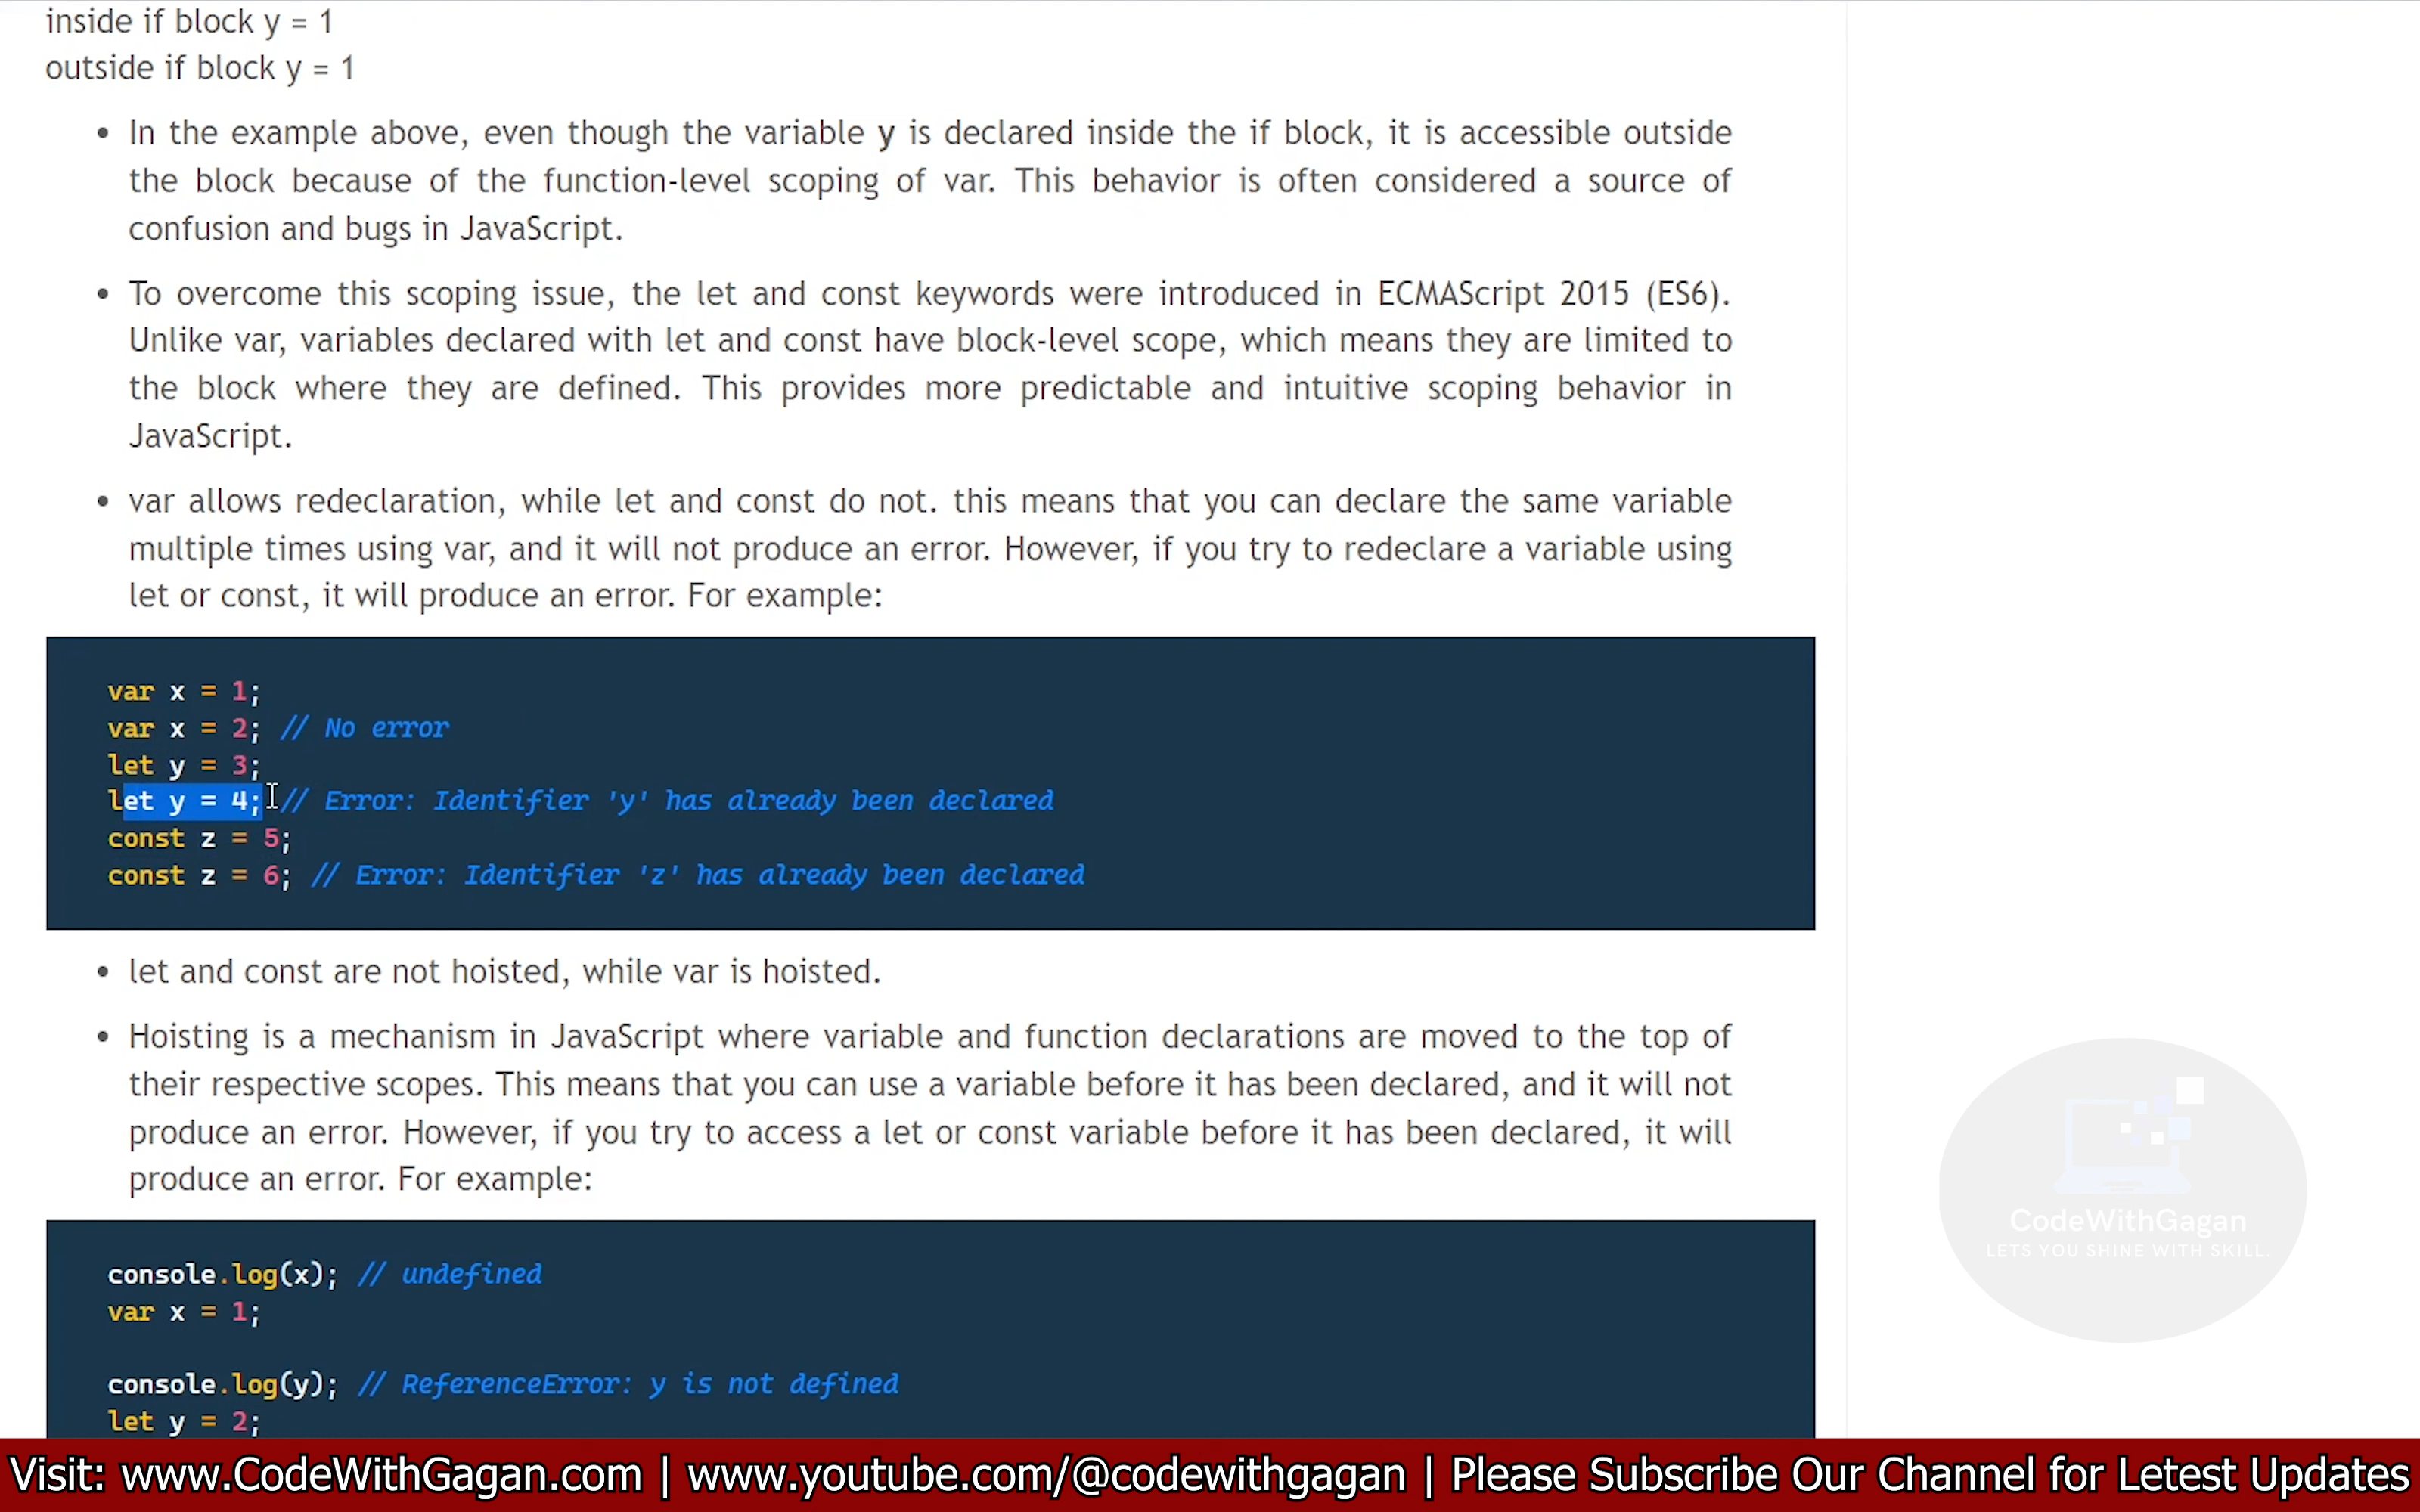 inside if block y = 1
outside if block y = 1
• In the example above, even though the variable y is declared inside the if block, it is accessible outside
the block because of the function-level scoping of var. This behavior is often considered a source of
confusion and bugs in JavaScript.
• To overcome this scoping issue, the let and const keywords were introduced in ECMAScript 2015 (ES6).
Unlike var, variables declared with let and const have block-level scope, which means they are limited to
the block where they are defined. This provides more predictable and intuitive scoping behavior in
JavaScript.
• var allows redeclaration, while let and const do not. this means that you can declare the same variable
multiple times using var, and it will not produce an error. However, if you try to redeclare a variable using
let or const, it will produce an error. For example:
var x = 1;
var x = 2; // No error
let y = 3;
let y = 4; // Error: Identifier 'y' has already been declared
const z = 5;
const z = 6; // Error: Identifier 'z' has already been declared
• let and const are not hoisted, while var is hoisted.
• Hoisting is a mechanism in JavaScript where variable and function declarations are moved to the top of
their respective scopes. This means that you can use a variable before it has been declared, and it will not
produce an error. However, if you try to access a let or const variable before it has been declared, it will
produce an error. For example:
console.log(x); // undefined
var x = 1;
console.log(y); // ReferenceError: y is not defined
let y = 2;
CodeWithGagan
LETS YOU SHINE WITH SKILL.
Visit: www.CodeWithGagan.com | www.youtube.com/@codewithgagan | Please Subscribe Our Channel for Letest Updates